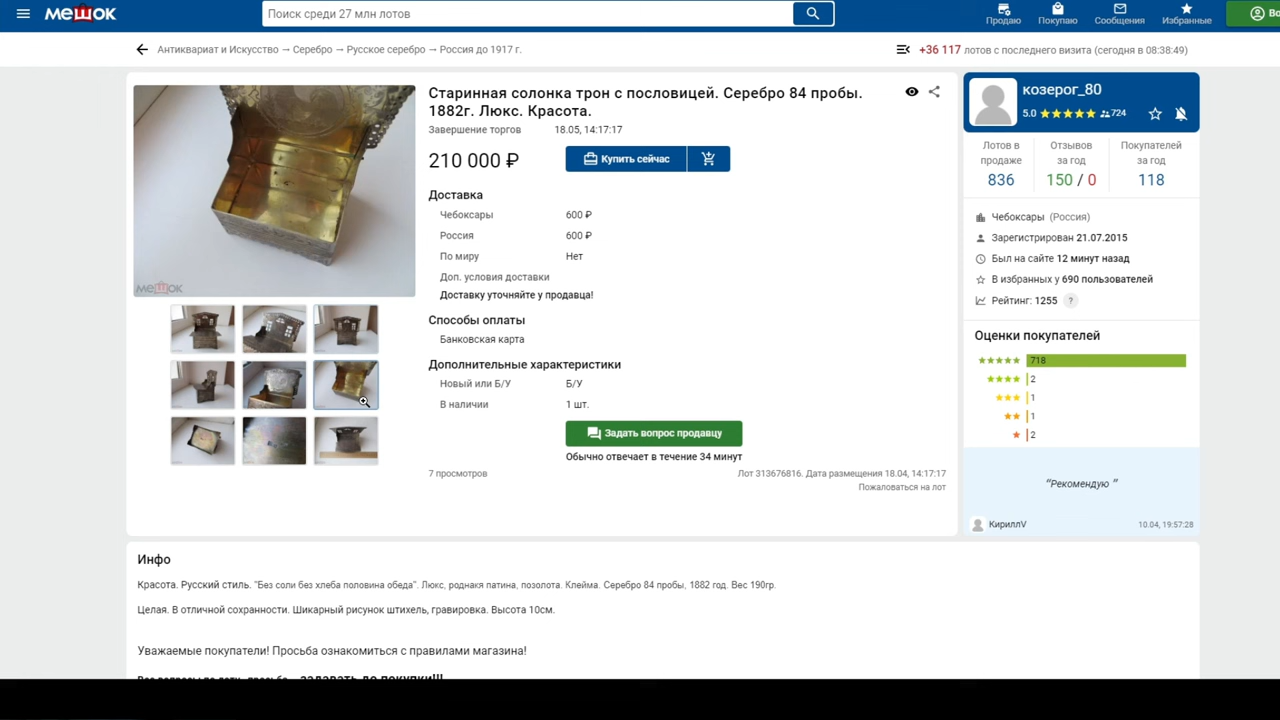 мешок
Поиск среди 27 млн лотов
Продаю
Покупаю
Сообщения
Избранные
Во
Антиквариат и Искусство → Серебро → Русское серебро → Россия до 1917 г.
+36 117 лотов с последнего визита (сегодня в 08:38:49)
Старинная солонка трон с пословицей. Серебро 84 пробы.
1882г. Люкс. Красота.
Завершение торгов 18.05, 14:17:17
210 000 ₽
Купить сейчас
Доставка
Чебоксары 600 ₽
Россия 600 ₽
По миру Нет
Доп. условия доставки
Доставку уточняйте у продавца!
Способы оплаты
Банковская карта
Дополнительные характеристики
Новый или Б/У Б/У
В наличии 1 шт.
Задать вопрос продавцу
Обычно отвечает в течение 34 минут
7 просмотров
Лот 313676816. Дата размещения 18.04, 14:17:17
Пожаловаться на лот
мешок
козерог_80
5.0 724
Лотов в продаже 836
Отзывов за год 150 / 0
Покупателей за год 118
Чебоксары (Россия)
Зарегистрирован 21.07.2015
Был на сайте 12 минут назад
В избранных у 690 пользователей
Рейтинг: 1255 ?
Оценки покупателей
718
2
1
1
2
“Рекомендую ”
КириллV 10.04, 19:57:28
Инфо
Красота. Русский стиль. "Без соли без хлеба половина обеда". Люкс, роднаая патина, позолота. Клейма. Серебро 84 пробы, 1882 год. Вес 190гр.
Целая. В отличной сохранности. Шикарный рисунок штихель, гравировка. Высота 10см.
Уважаемые покупатели! Просьба ознакомиться с правилами магазина!
задавать до покупки!!!